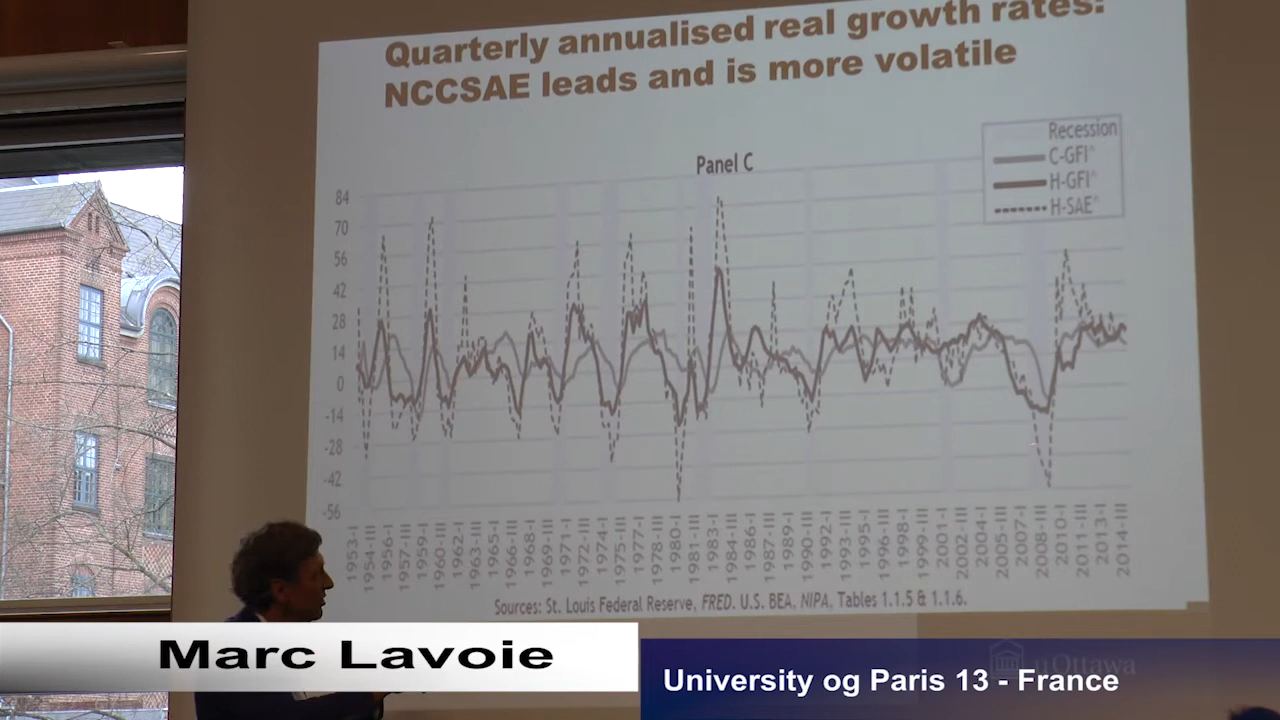 Quarterly annualised real growth rates:
NCCSAE leads and is more volatile
Panel C
Recession
C-GFI^
H-GFI^
H-SAE^
84
70
56
42
28
14
0
-14
-28
-42
-56
1953-I
1954-III
1956-I
1957-III
1959-I
1960-III
1962-I
1963-III
1965-I
1966-III
1968-I
1969-III
1971-I
1972-III
1974-I
1975-III
1977-I
1978-III
1980-I
1981-III
1983-I
1984-III
1986-I
1987-III
1989-I
1990-III
1992-I
1993-III
1995-I
1996-III
1998-I
1999-III
2001-I
2002-III
2004-I
2005-III
2007-I
2008-III
2010-I
2011-III
2013-I
2014-III
Sources: St. Louis Federal Reserve, FRED. U.S. BEA, NIPA, Tables 1.1.5 & 1.1.6.
Marc Lavoie
uOttawa
University og Paris 13 - France